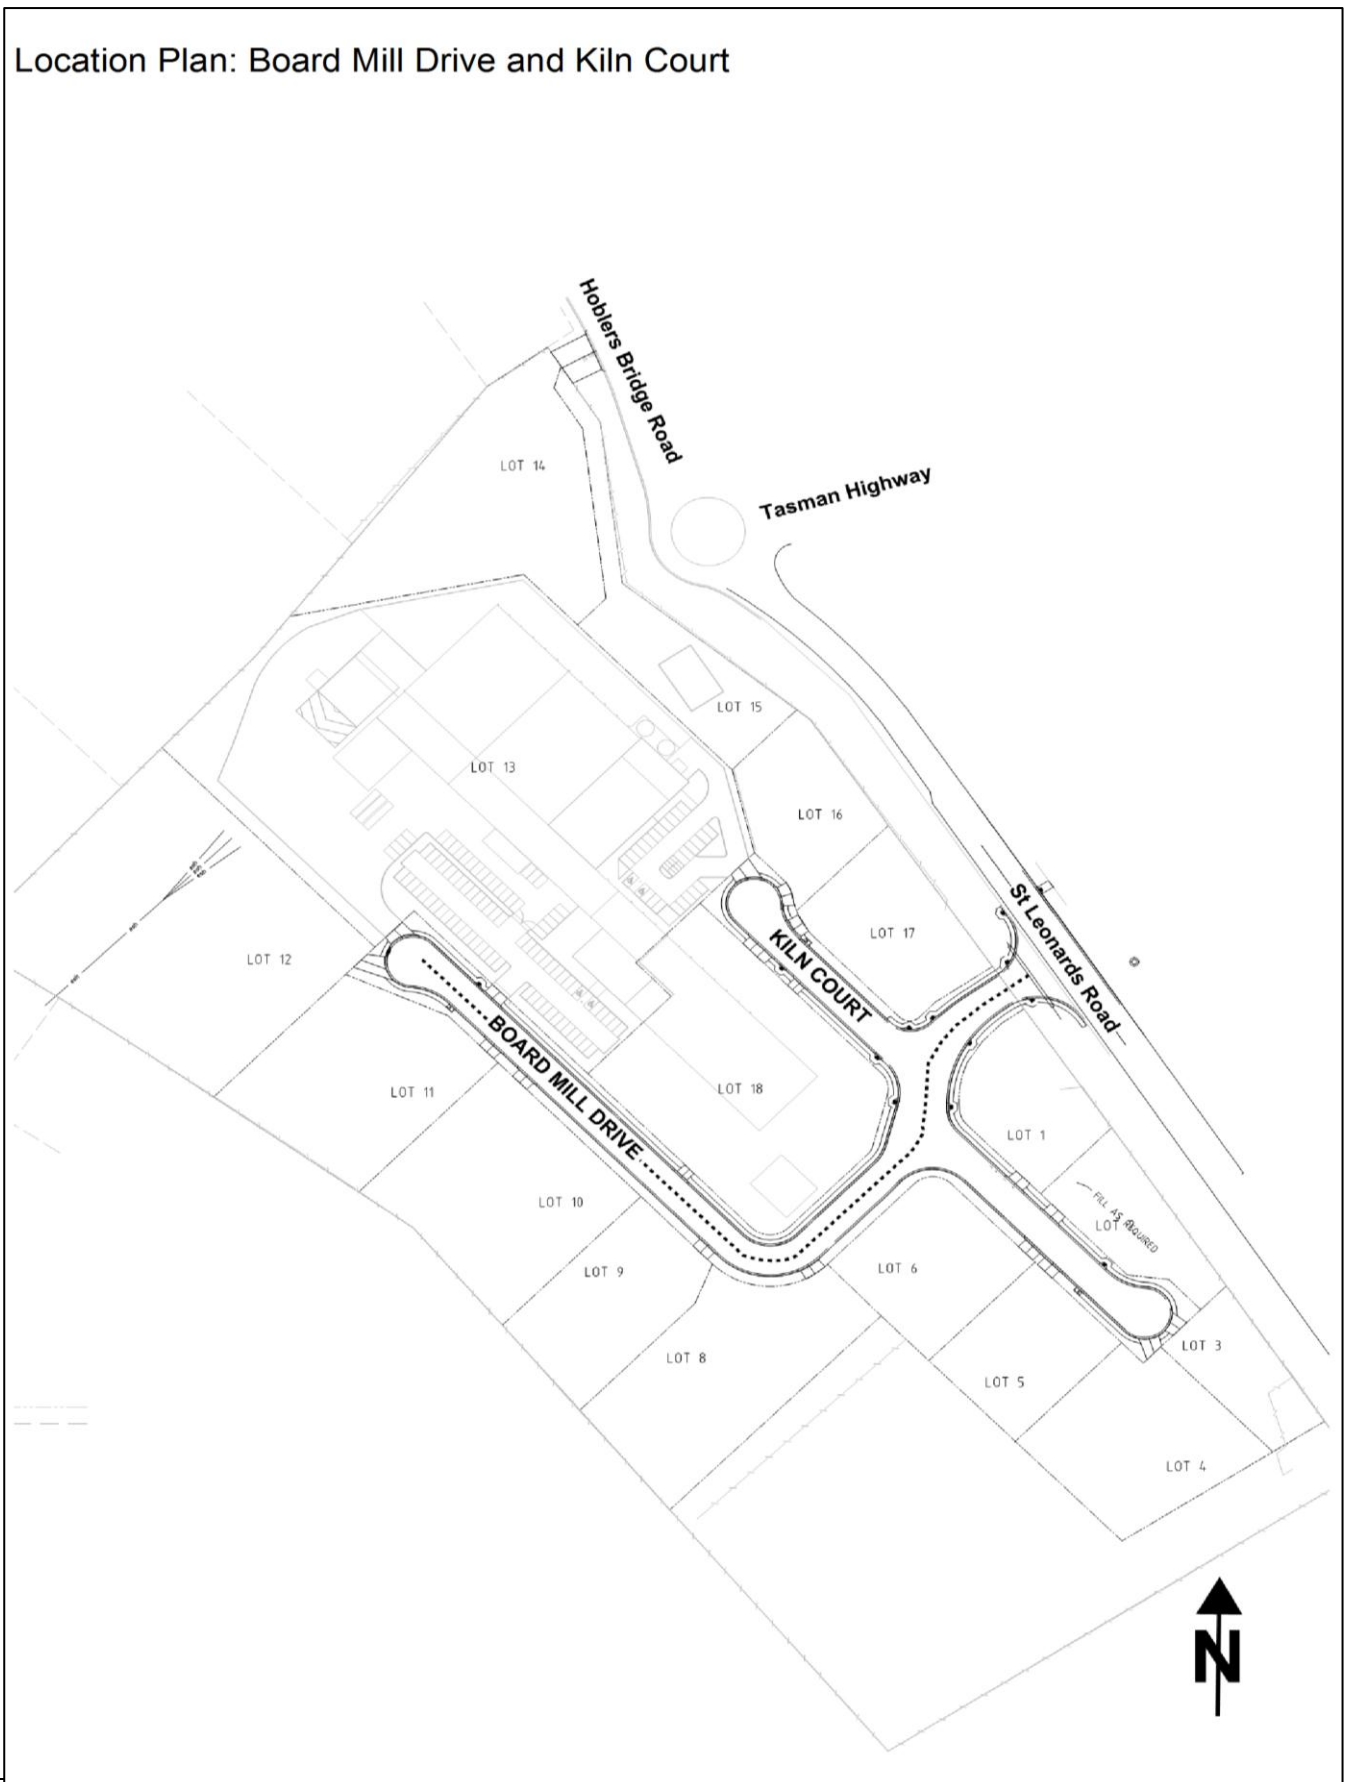 Location Plan: Board Mill Drive and Kiln Court
Hoblers Bridge Road
Tasman Highway
LOT 14
LOT 15
LOT 13
LOT 16
St Leonards Road
LOT 17
KILN COURT
LOT 12
BOARD MILL DRIVE
LOT 18
LOT 11
LOT 1
FILL AS REQUIRED
LOT
LOT 10
LOT 9
LOT 6
LOT 8
LOT 3
LOT 5
LOT 4
N